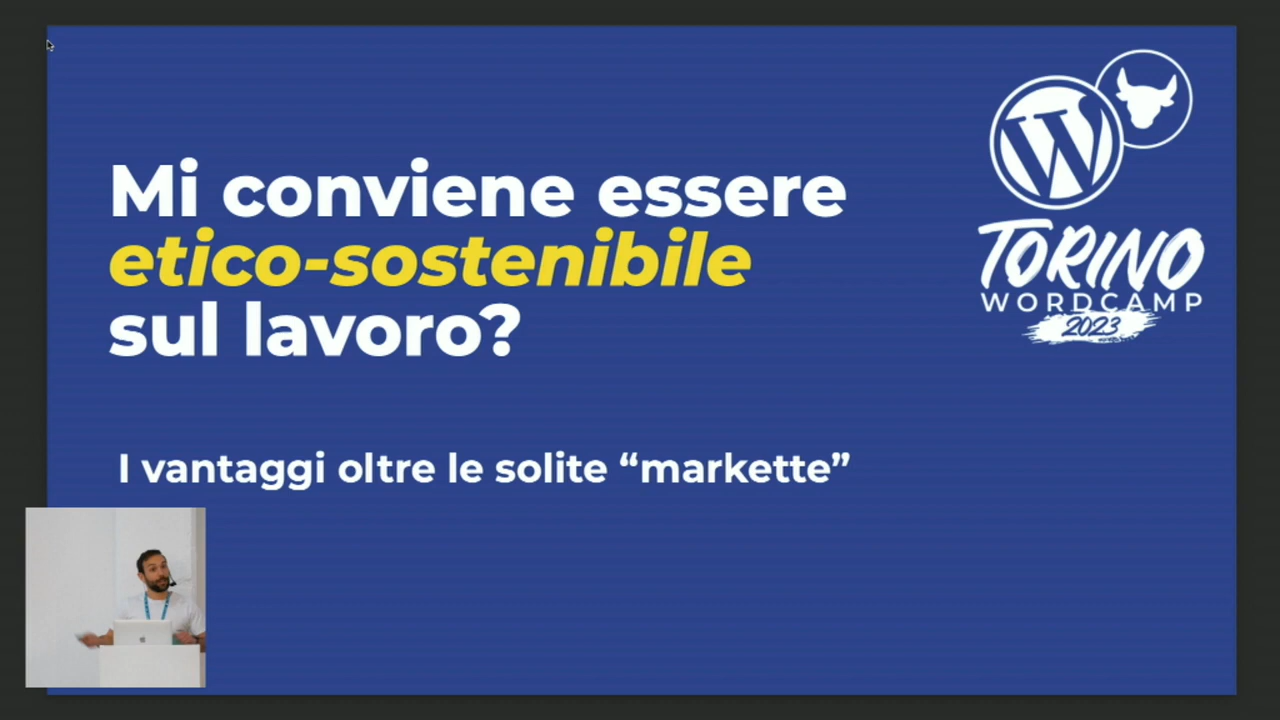 Mi conviene essere
etico-sostenibile
sul lavoro?
I vantaggi oltre le solite “markette”
TORINO
WORDCAMP
2023